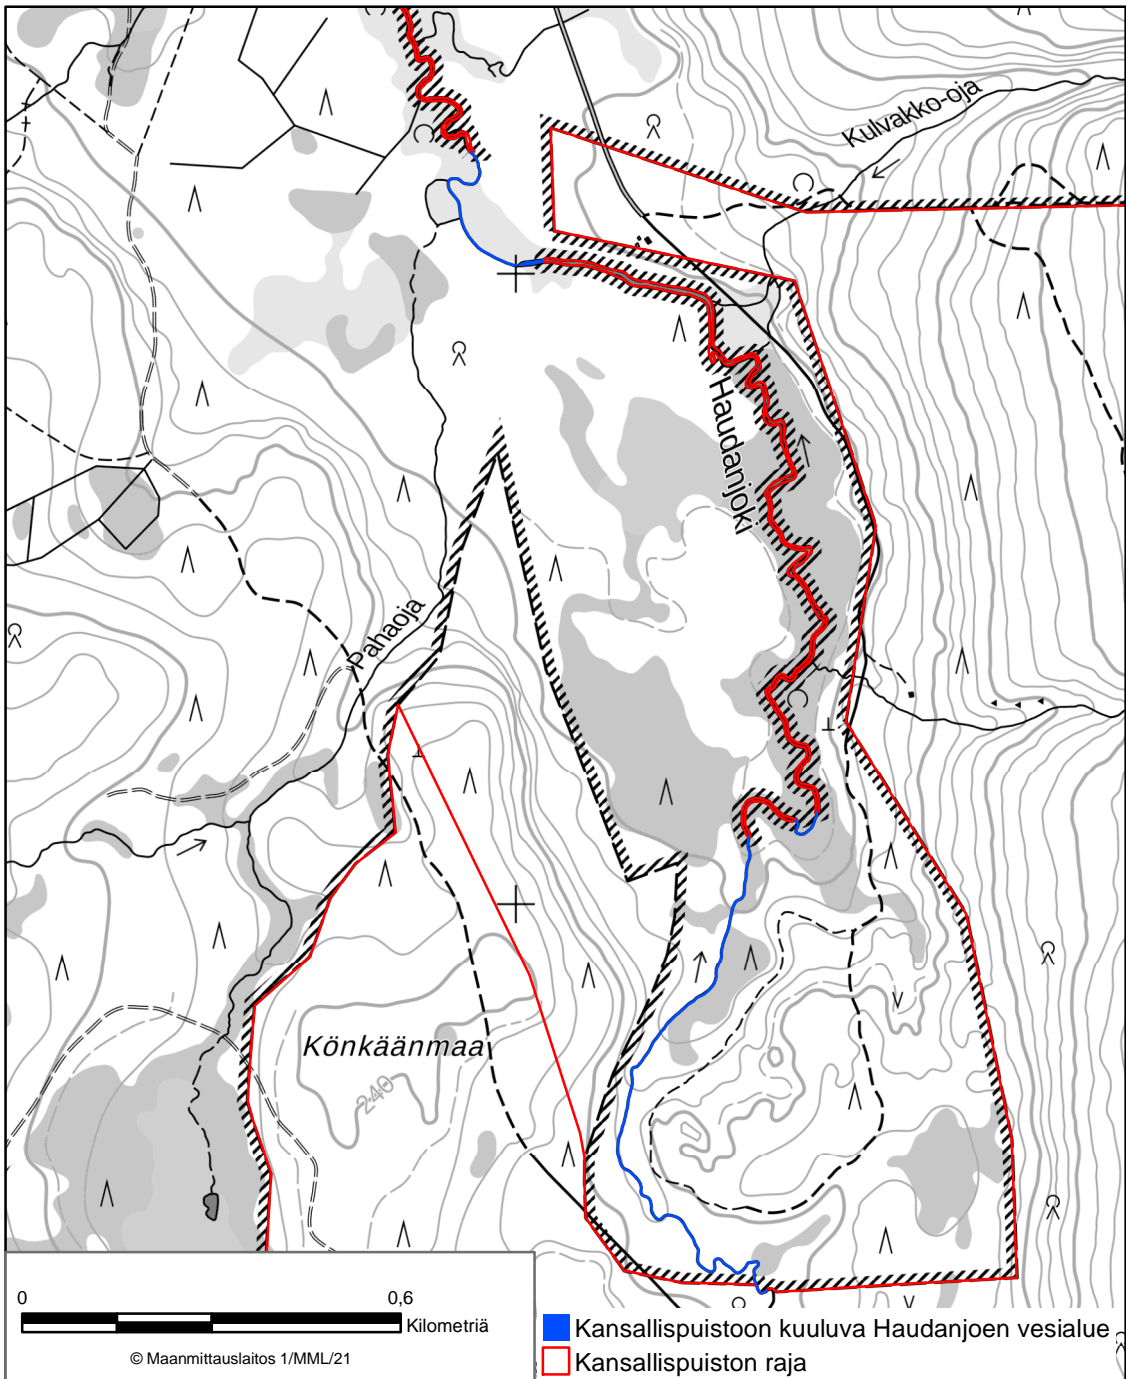 Kulvakko-oja
Haudanjoki
Pahaoja
Könkäänmaa
240
0 0,6
Kilometriä
© Maanmittauslaitos 1/MML/21
Kansallispuistoon kuuluva Haudanjoen vesialue
Kansallispuiston raja